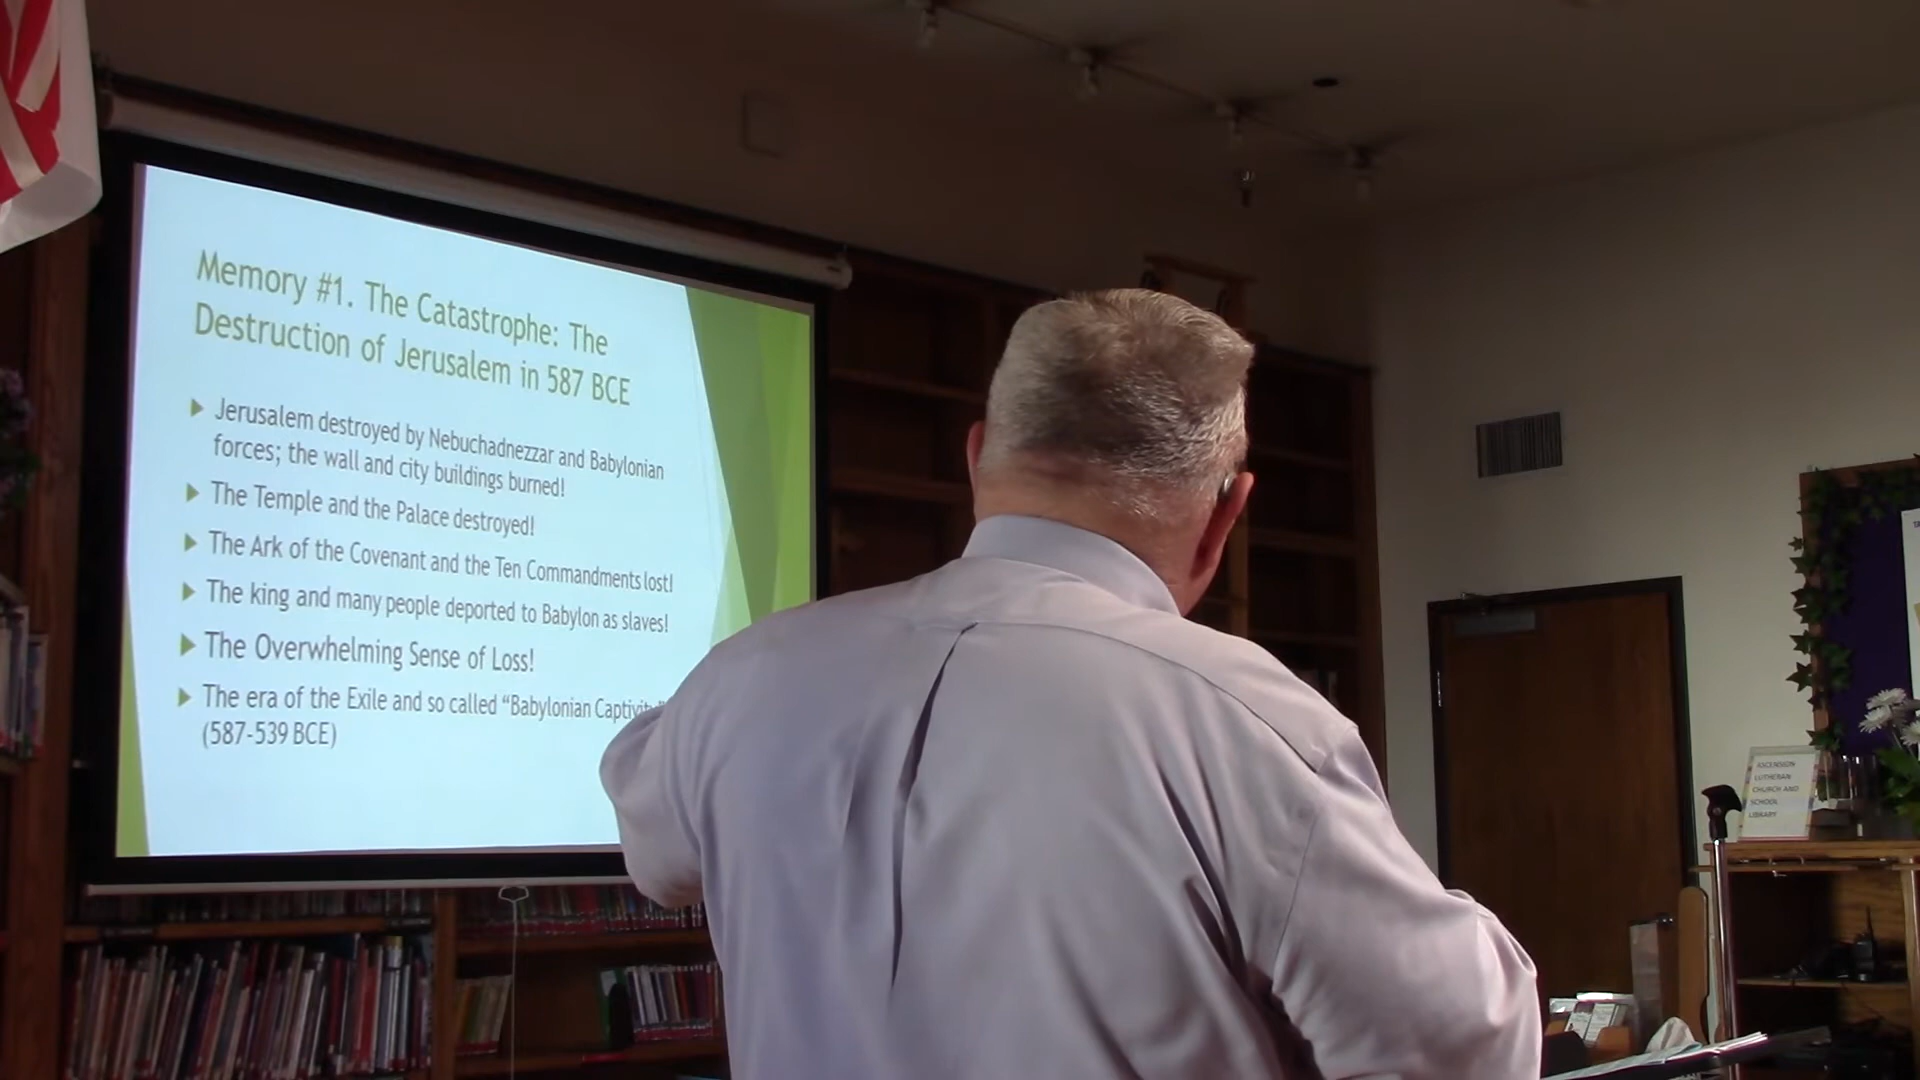 Memory #1. The Catastrophe: The
Destruction of Jerusalem in 587 BCE
Jerusalem destroyed by Nebuchadnezzar and Babylonian
forces; the wall and city buildings burned!
The Temple and the Palace destroyed!
The Ark of the Covenant and the Ten Commandments lost!
The king and many people deported to Babylon as slaves!
The Overwhelming Sense of Loss!
The era of the Exile and so called “Babylonian Captivity”
(587-539 BCE)
ASCENSION
LUTHERAN
CHURCH AND
SCHOOL
LIBRARY